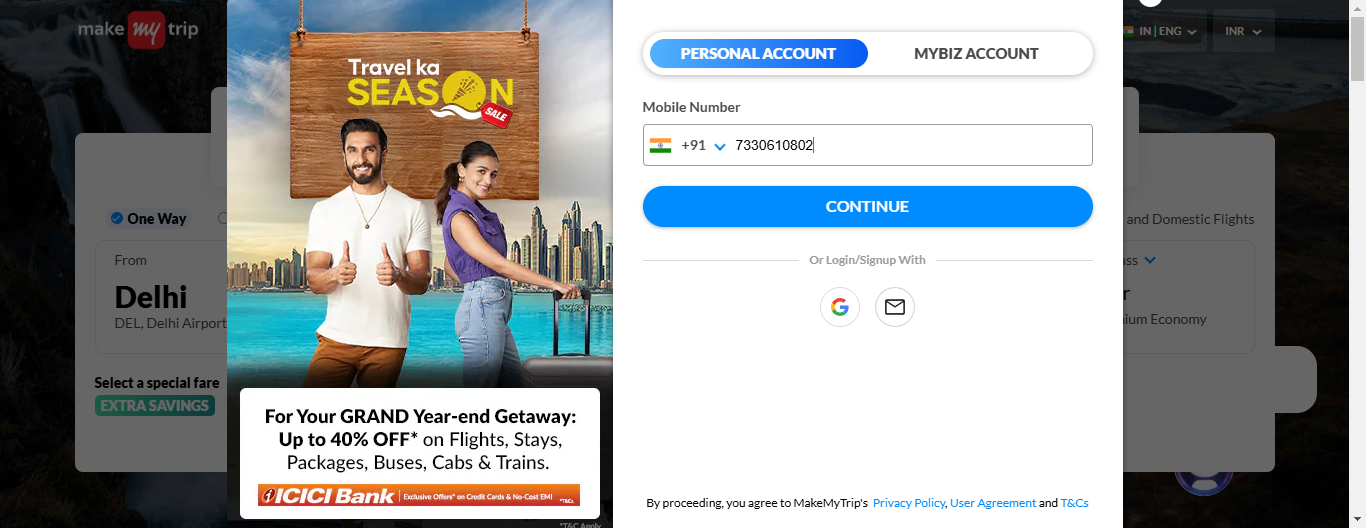 make my trip
IN | ENG
INR
Travel ka
SEASON
SALE
PERSONAL ACCOUNT
MYBIZ ACCOUNT
Mobile Number
+91
7330610802
CONTINUE
Or Login/Signup With
One Way
and Domestic Flights
From
Delhi
DEL, Delhi Airport
ass
r
ium Economy
Select a special fare
EXTRA SAVINGS
For Your GRAND Year-end Getaway:
Up to 40% OFF* on Flights, Stays,
Packages, Buses, Cabs & Trains.
ICICI Bank
Exclusive Offers* on Credit Cards & No-Cost EMI
*T&C Apply
By proceeding, you agree to MakeMyTrip's Privacy Policy, User Agreement and T&Cs